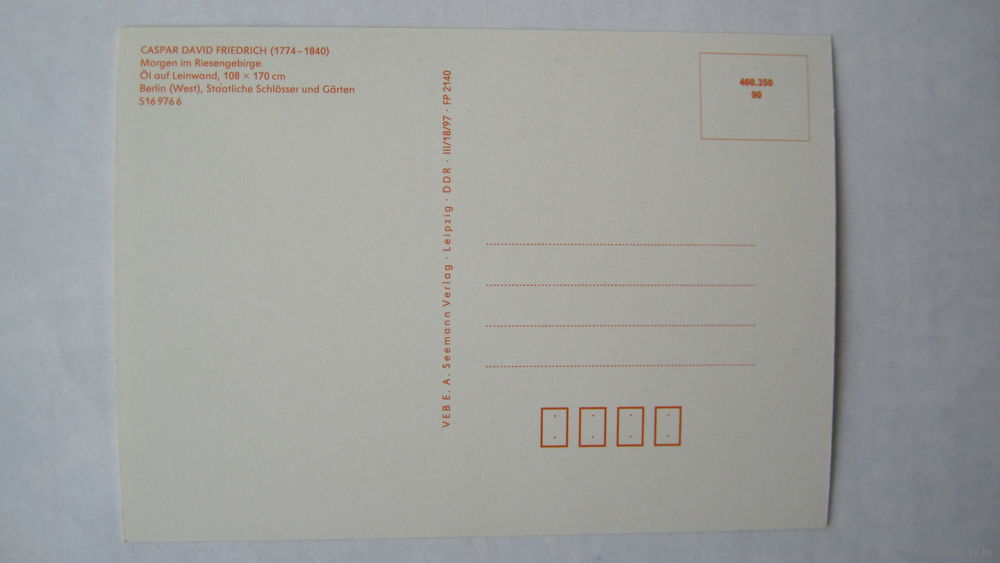 CASPAR DAVID FRIEDRICH (1774–1840)
Morgen im Riesengebirge
Öl auf Leinwand, 108 × 170 cm
Berlin (West), Staatliche Schlösser und Gärten
516 976 6
VEB E. A. Seemann Verlag · Leipzig · DDR · III/18/97 · FP 2140
460.350
90